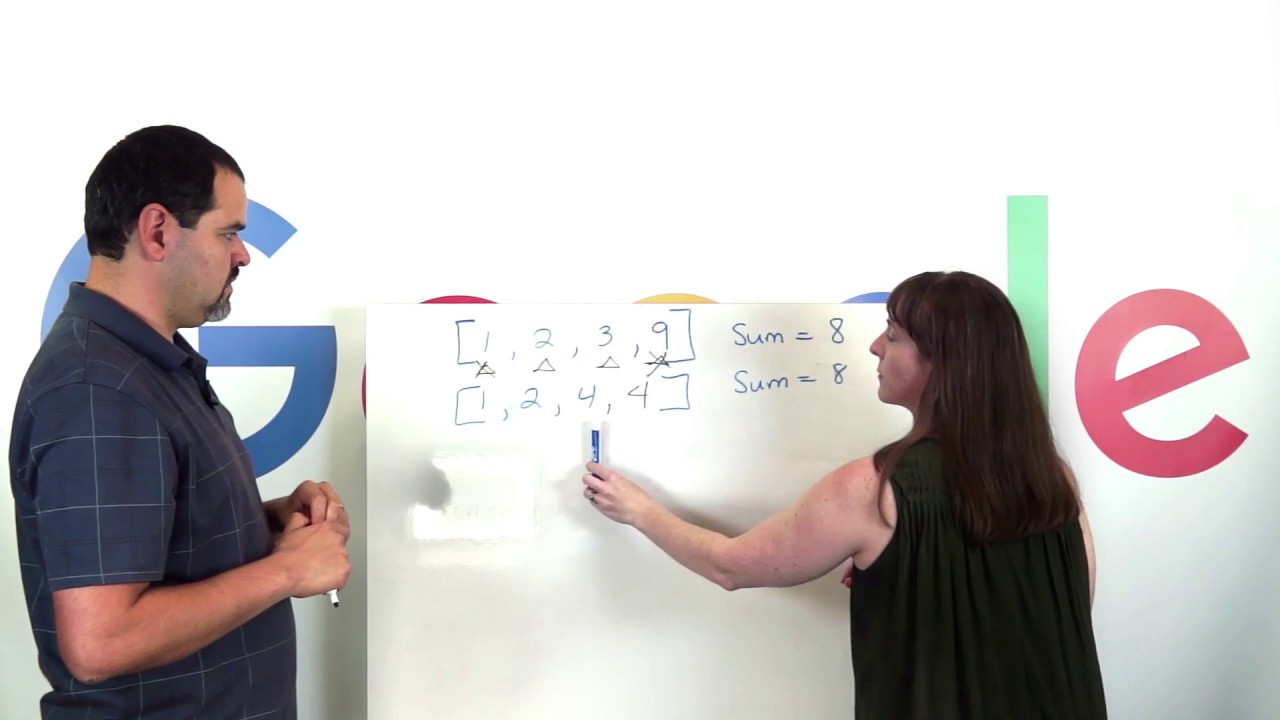 Google
[1, 2, 3, 9] Sum = 8
[1, 2, 4, 4] Sum = 8